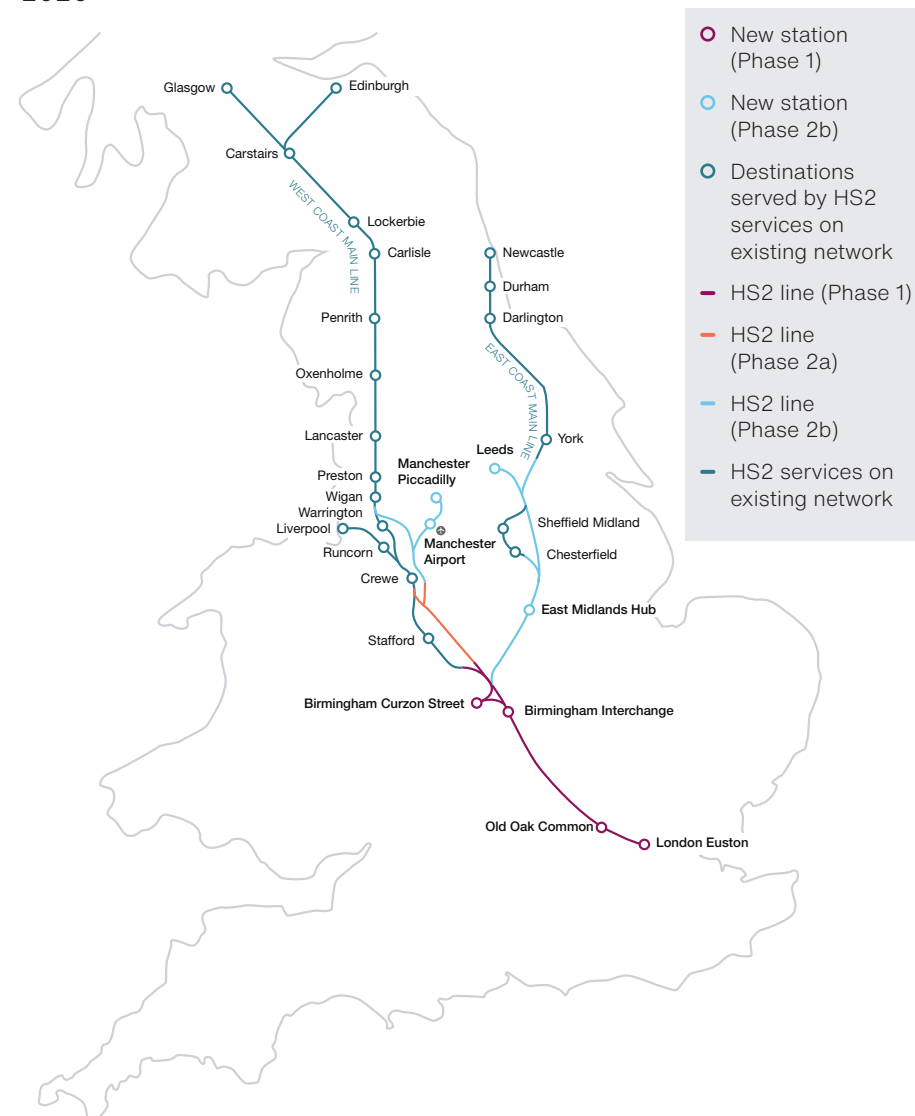 New station
(Phase 1)
New station
(Phase 2b)
Destinations
served by HS2
services on
existing network
HS2 line (Phase 1)
HS2 line
(Phase 2a)
HS2 line
(Phase 2b)
HS2 services on
existing network
Glasgow
Edinburgh
Carstairs
WEST COAST MAIN LINE
Lockerbie
Carlisle
Newcastle
Durham
Penrith
Darlington
EAST COAST MAIN LINE
Oxenholme
Lancaster
York
Leeds
Manchester
Piccadilly
Preston
Wigan
Warrington
Liverpool
Sheffield Midland
Manchester
Airport
Runcorn
Chesterfield
Crewe
East Midlands Hub
Stafford
Birmingham Curzon Street
Birmingham Interchange
Old Oak Common
London Euston